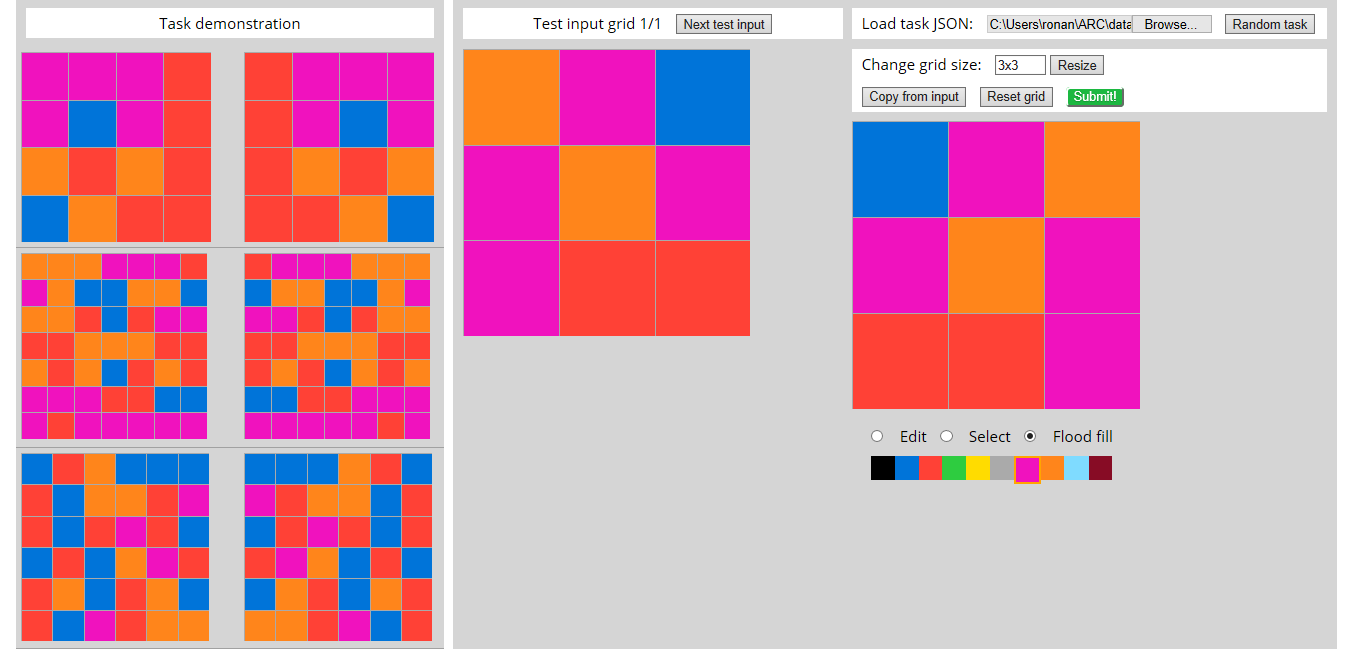 Task demonstration
Test input grid 1/1 Next test input
Load task JSON: C:\Users\ronan\ARC\data Browse... Random task
Change grid size: 3x3 Resize
Copy from input Reset grid Submit!
Edit Select Flood fill